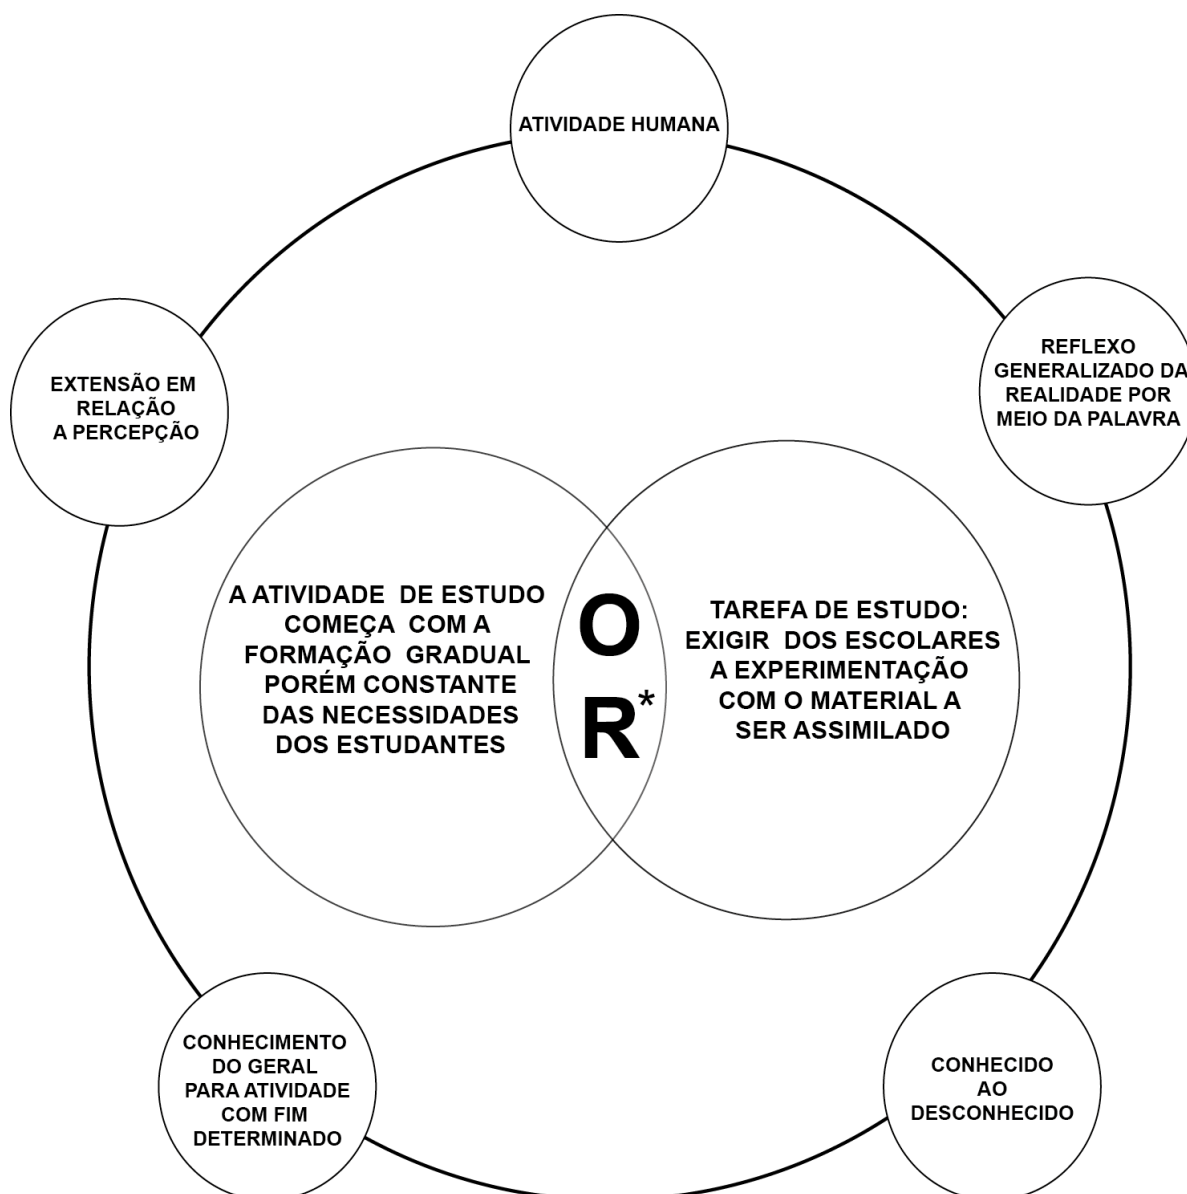 ATIVIDADE HUMANA
REFLEXO
GENERALIZADO DA
REALIDADE POR
MEIO DA PALAVRA
EXTENSÃO EM
RELAÇÃO
A PERCEPÇÃO
A ATIVIDADE DE ESTUDO
COMEÇA COM A
FORMAÇÃO GRADUAL
PORÉM CONSTANTE
DAS NECESSIDADES
DOS ESTUDANTES
O
R*
TAREFA DE ESTUDO:
EXIGIR DOS ESCOLARES
A EXPERIMENTAÇÃO
COM O MATERIAL A
SER ASSIMILADO
CONHECIMENTO
DO GERAL
PARA ATIVIDADE
COM FIM
DETERMINADO
CONHECIDO
AO
DESCONHECIDO